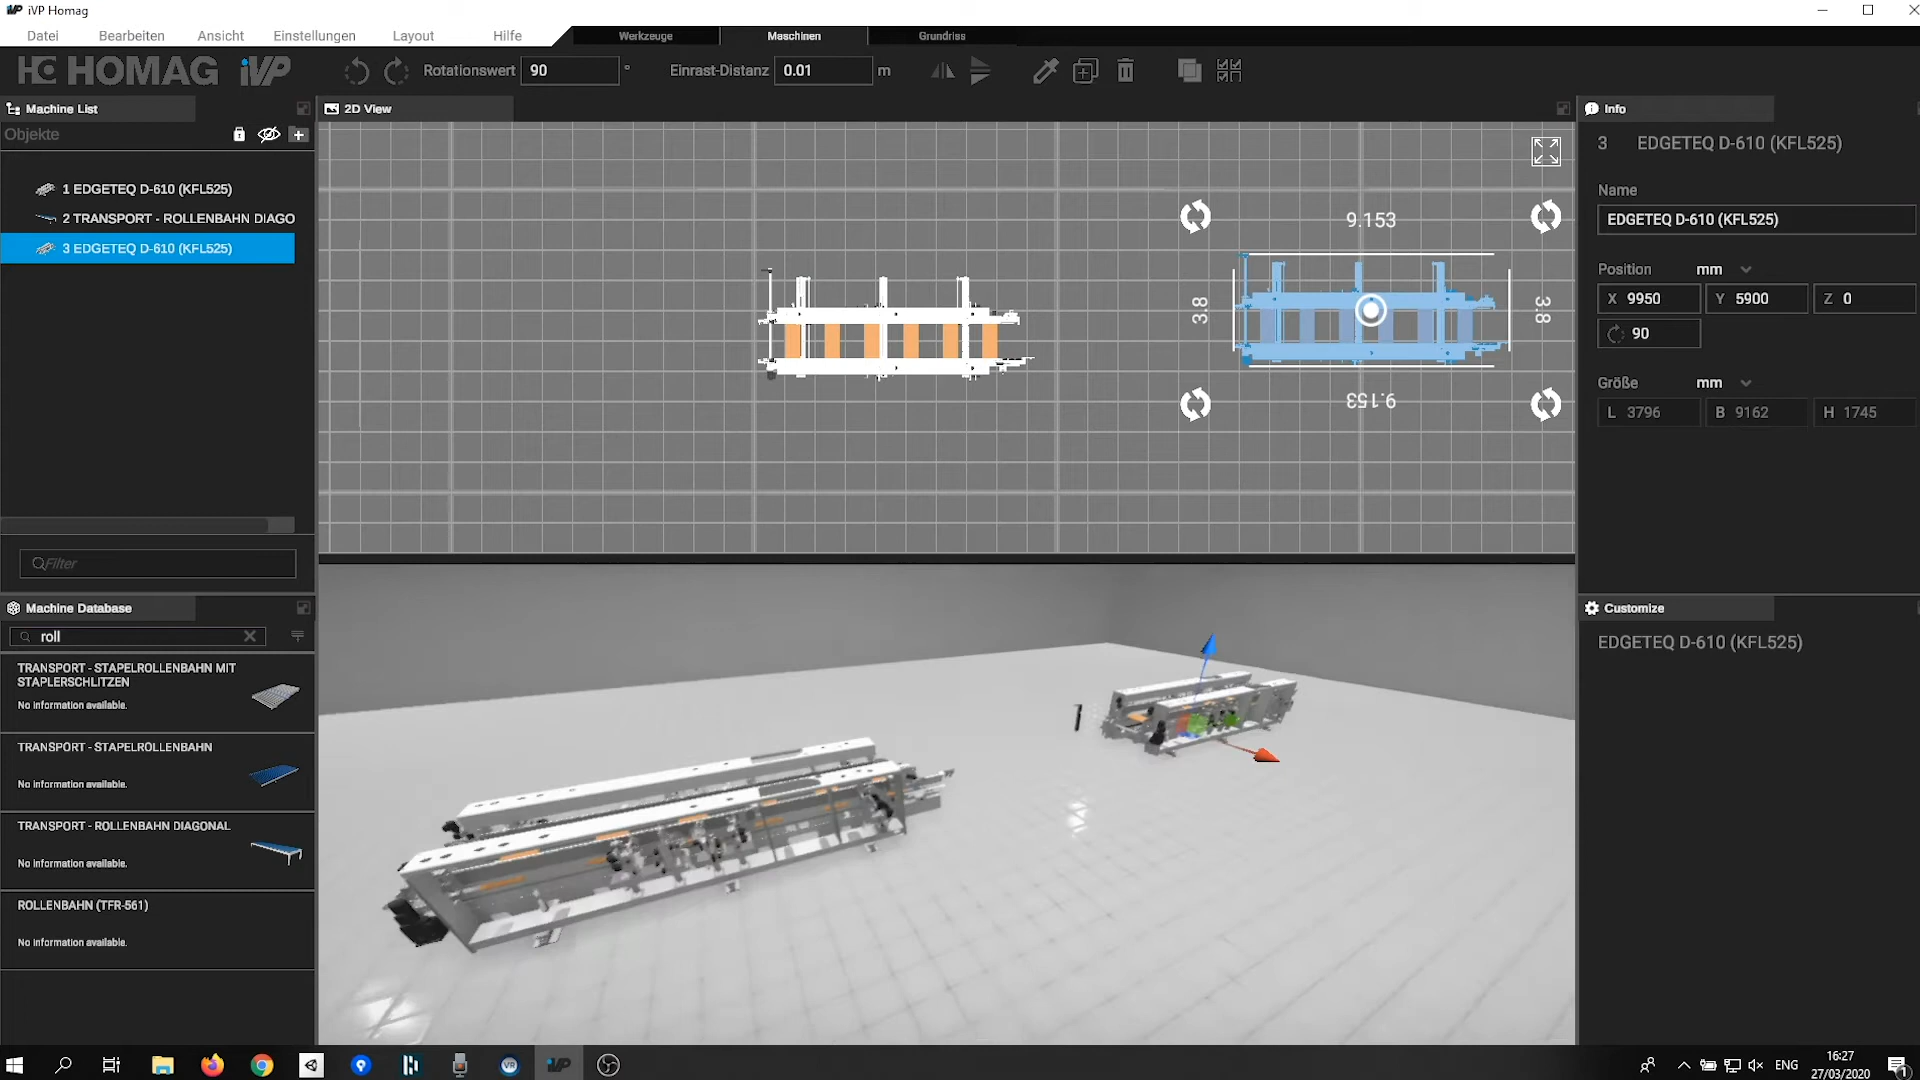 iVP Homag
Datei Bearbeiten Ansicht Einstellungen Layout Hilfe Werkzeuge Maschinen Grundriss
HOMAG iVP Rotationswert 90 ° Einrast-Distanz 0.01 m
Machine List
Objekte
1 EDGETEQ D-610 (KFL525)
2 TRANSPORT - ROLLENBAHN DIAGO
3 EDGETEQ D-610 (KFL525)
Filter
Machine Database
roll
TRANSPORT - STAPELROLLENBAHN MIT
STAPLERSCHLITZEN
No information available.
TRANSPORT - STAPELROLLENBAHN
No information available.
TRANSPORT - ROLLENBAHN DIAGONAL
No information available.
ROLLENBAHN (TFR-561)
No information available.
2D View
9.153
3.8
3.8
9.153
Info
3 EDGETEQ D-610 (KFL525)
Name
EDGETEQ D-610 (KFL525)
Position mm
X 9950 Y 5900 Z 0
90
Größe mm
L 3796 B 9162 H 1745
Customize
EDGETEQ D-610 (KFL525)
VR iVP
ENG
16:27
27/03/2020
1